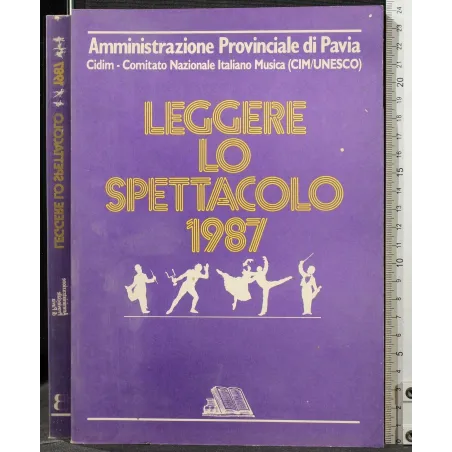 Amministrazione Provinciale di Pavia
Cidim - Comitato Nazionale Italiano Musica (CIM/UNESCO)
LEGGERE
LO
SPETTACOLO
1987
LEGGERE LO SPETTACOLO 1987